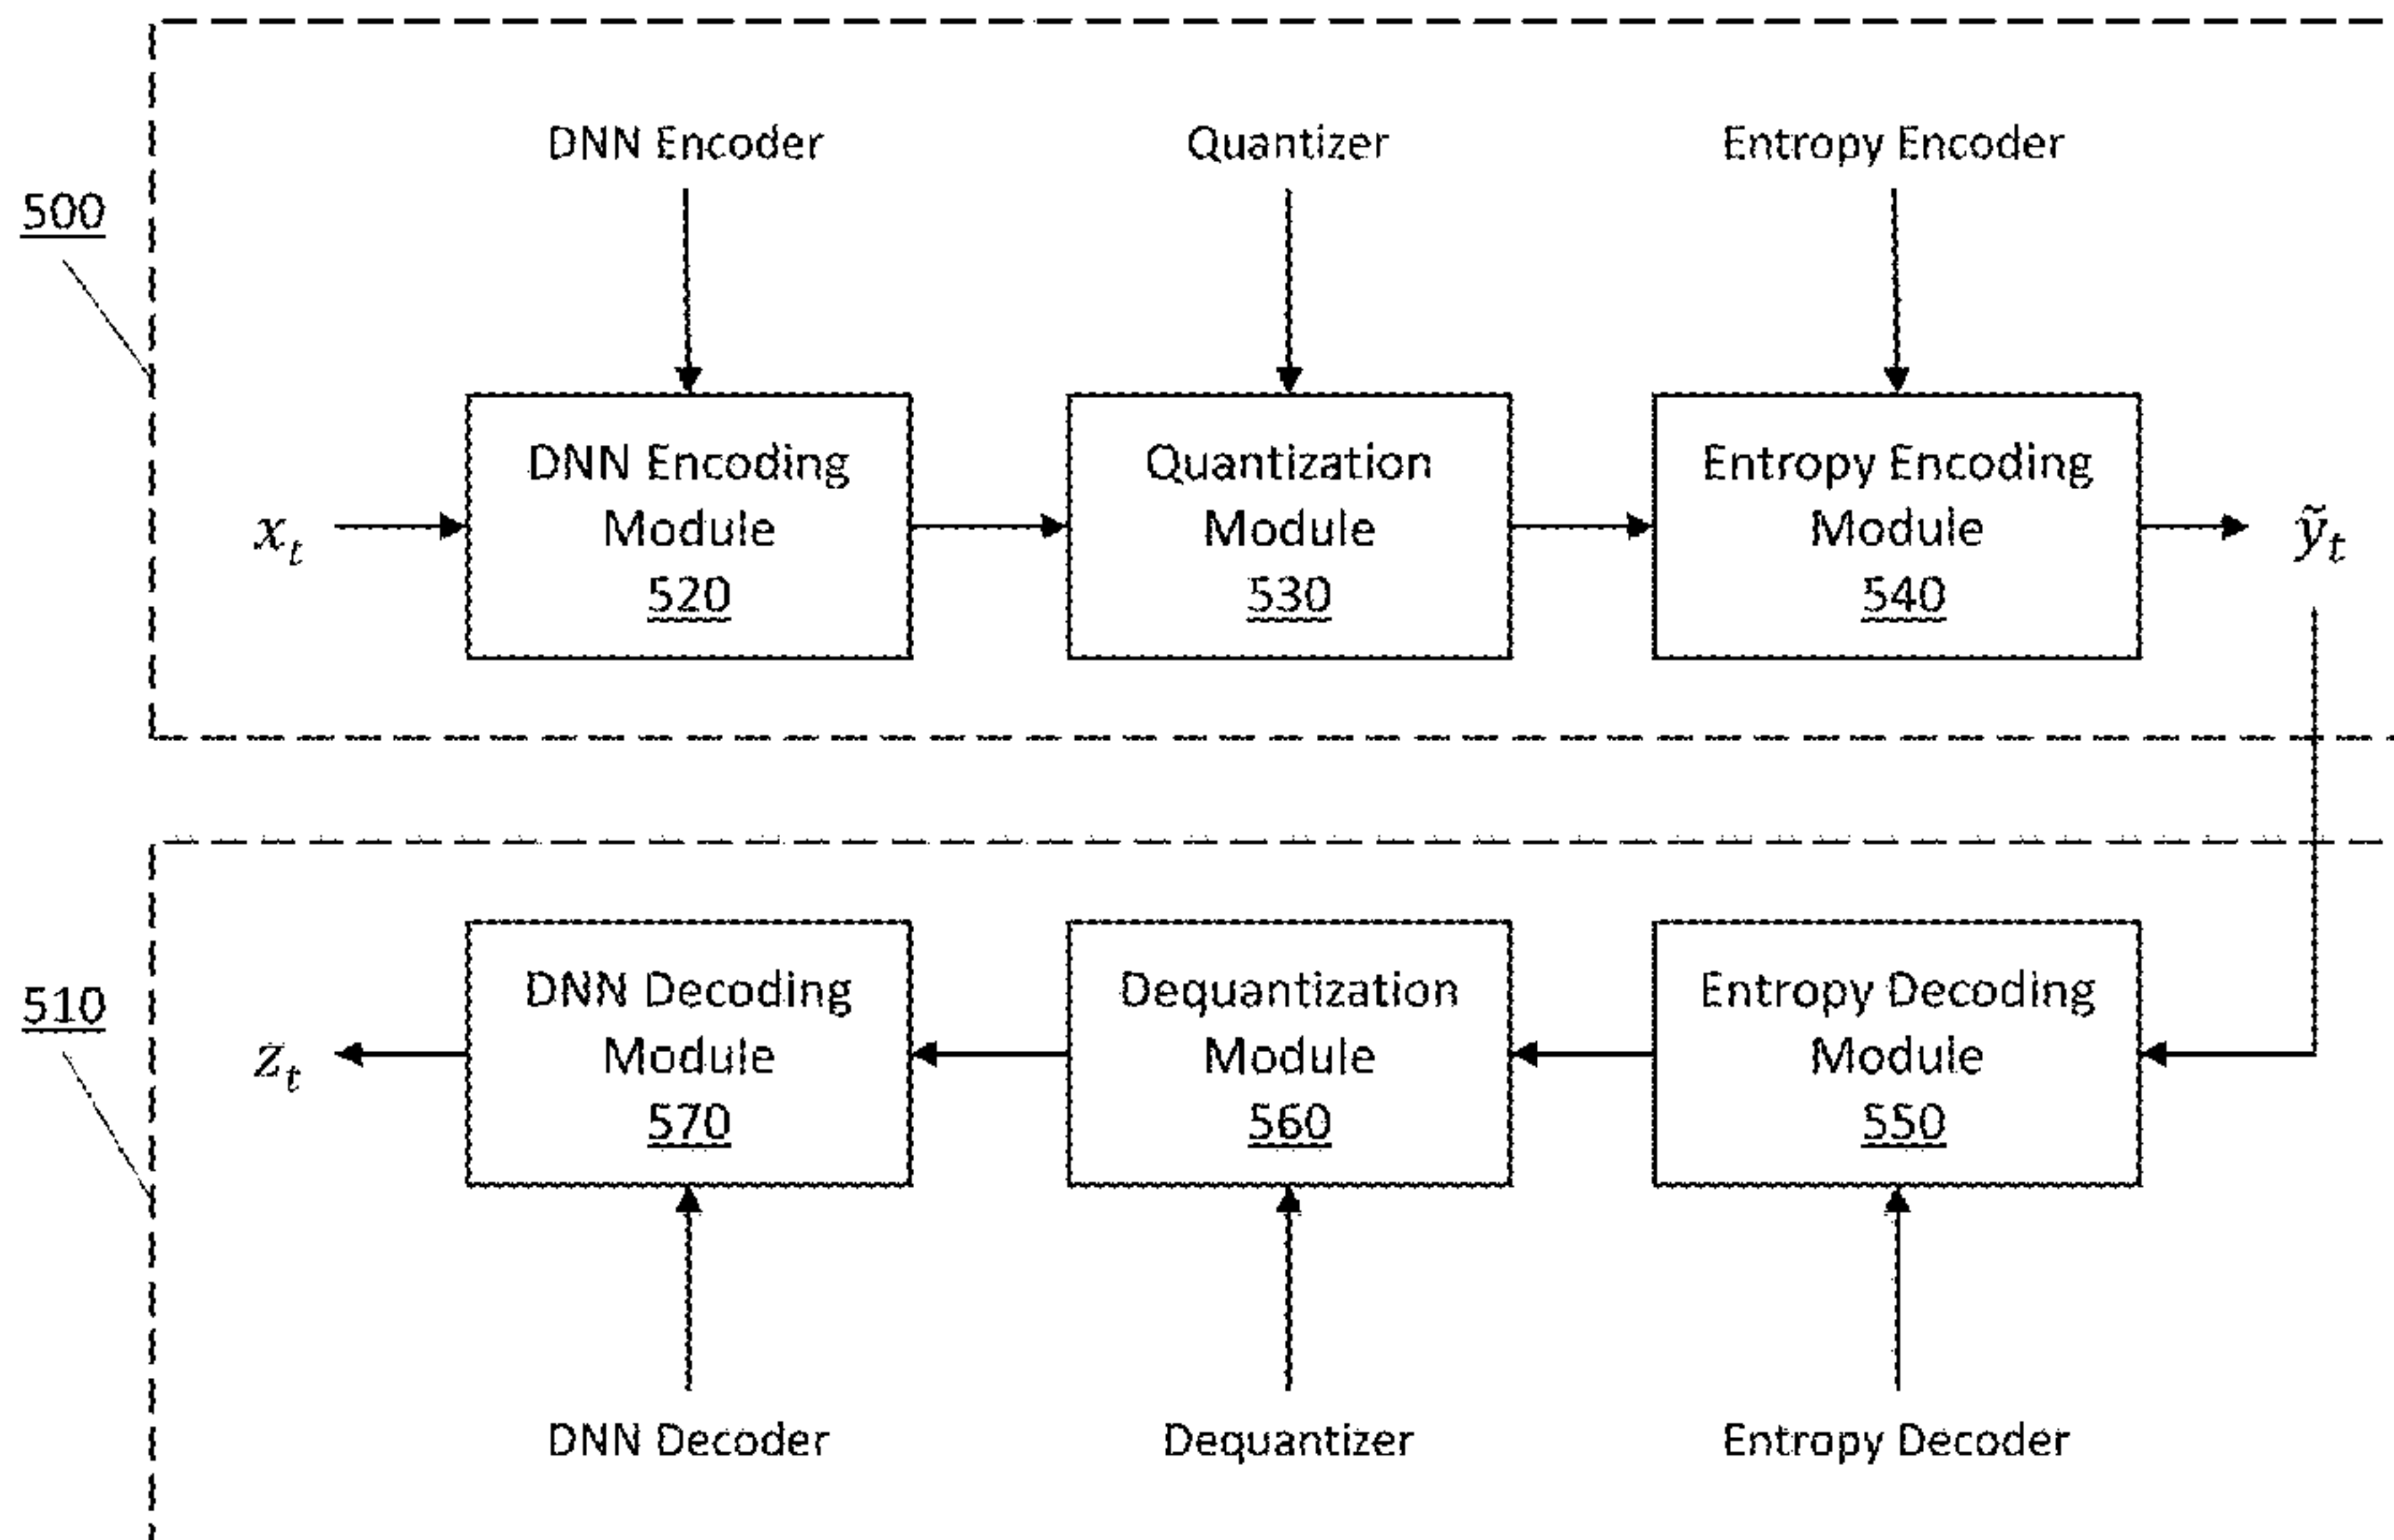 DNN Encoder
Quantizer
Entropy Encoder
500
DNN Encoding
Module
520
Quantization
Module
530
Entropy Encoding
Module
540
xₜ
ỹₜ
DNN Decoding
Module
570
Dequantization
Module
560
Entropy Decoding
Module
550
510
zₜ
DNN Decoder
Dequantizer
Entropy Decoder